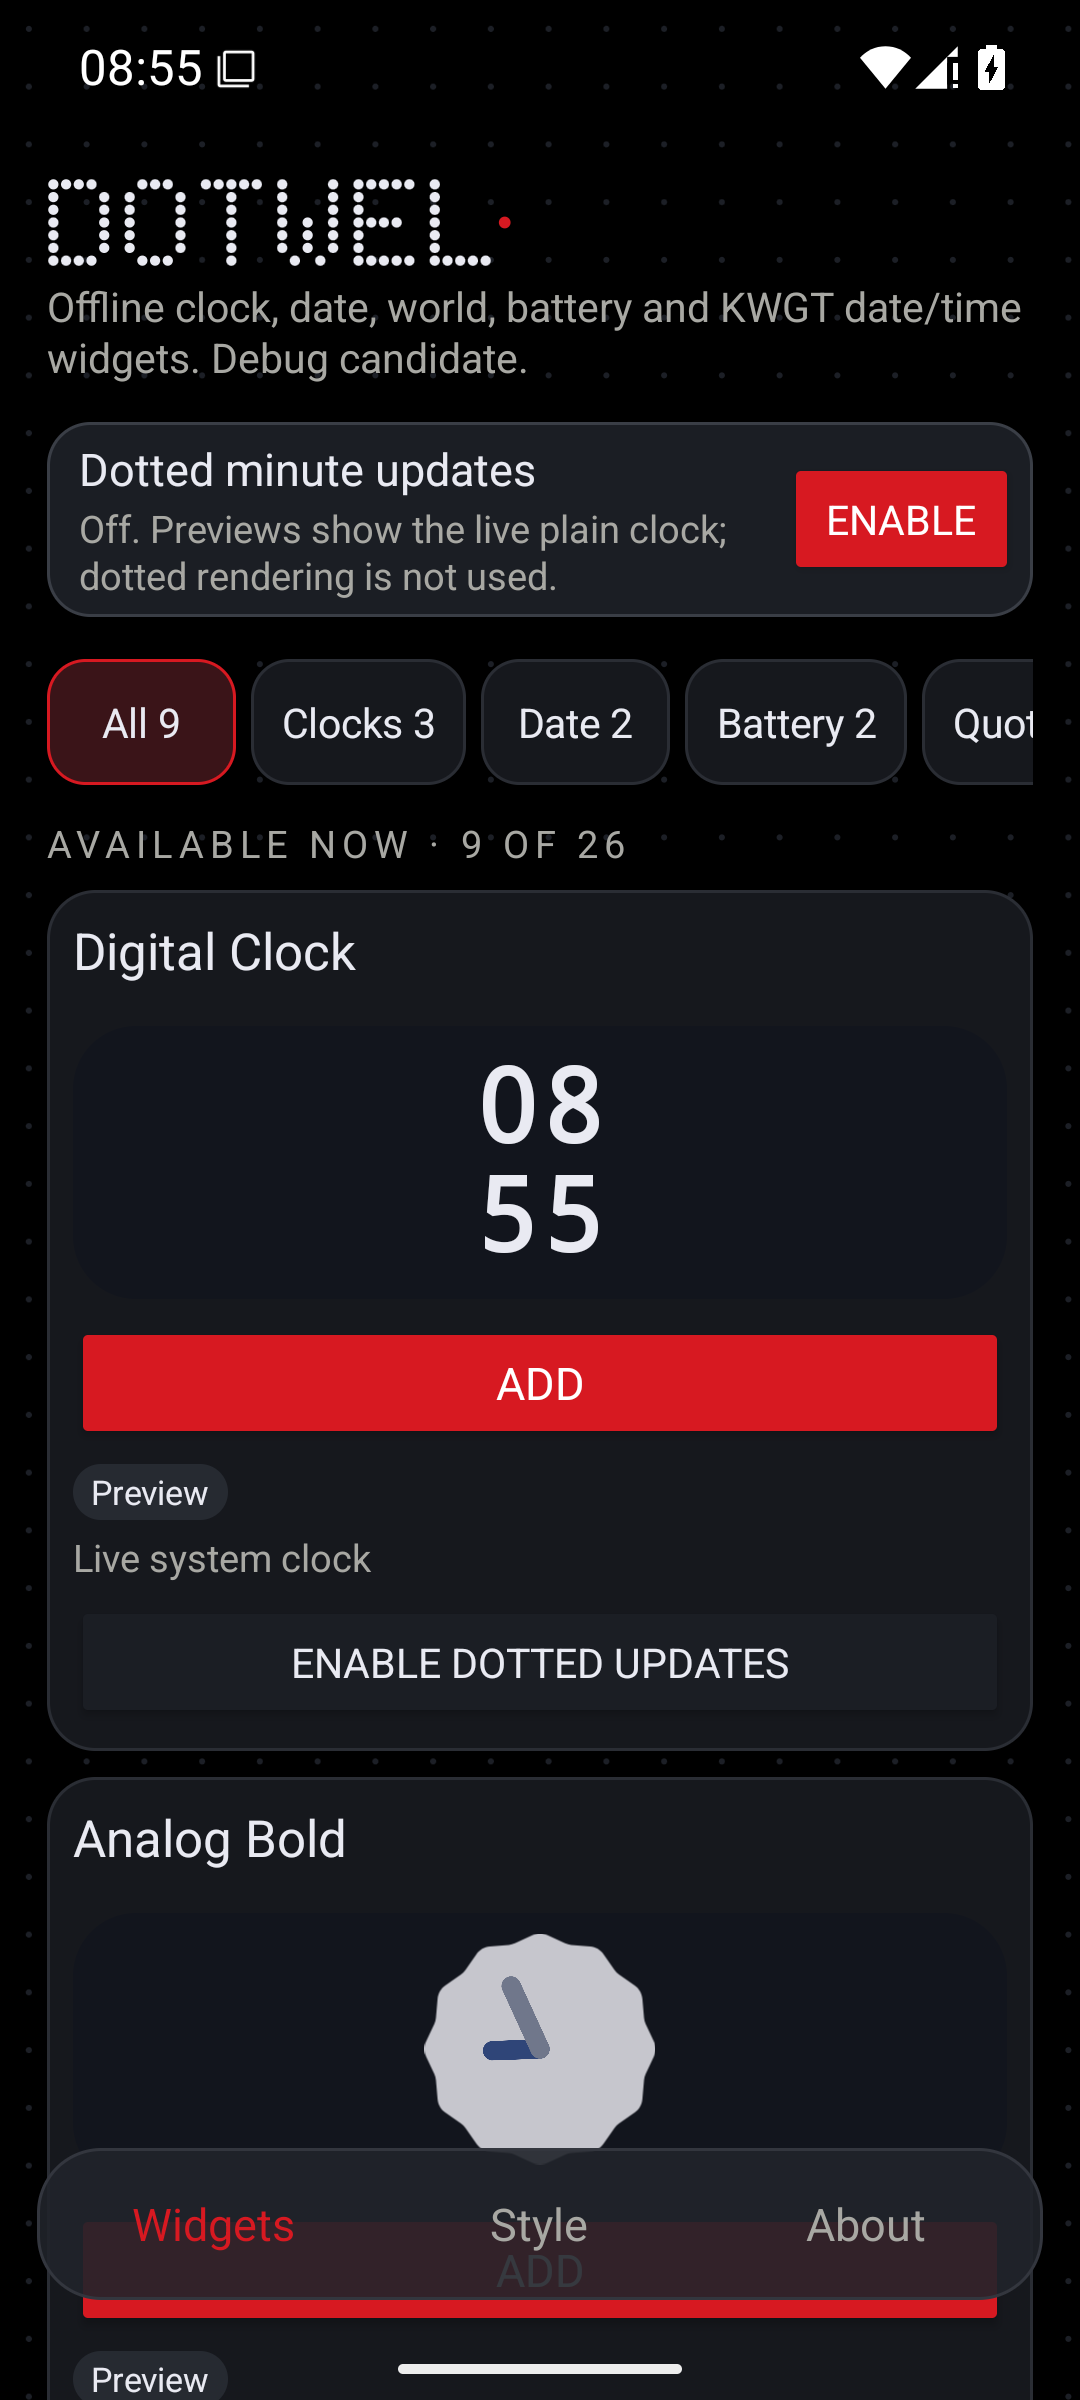 08:55
DOTWEL.
Offline clock, date, world, battery and KWGT date/time
widgets. Debug candidate.
Dotted minute updates
Off. Previews show the live plain clock;
dotted rendering is not used.
ENABLE
All 9
Clocks 3
Date 2
Battery 2
Quot
AVAILABLE NOW · 9 OF 26
Digital Clock
08
55
ADD
Preview
Live system clock
ENABLE DOTTED UPDATES
Analog Bold
Widgets
Style
About
ADD
Preview